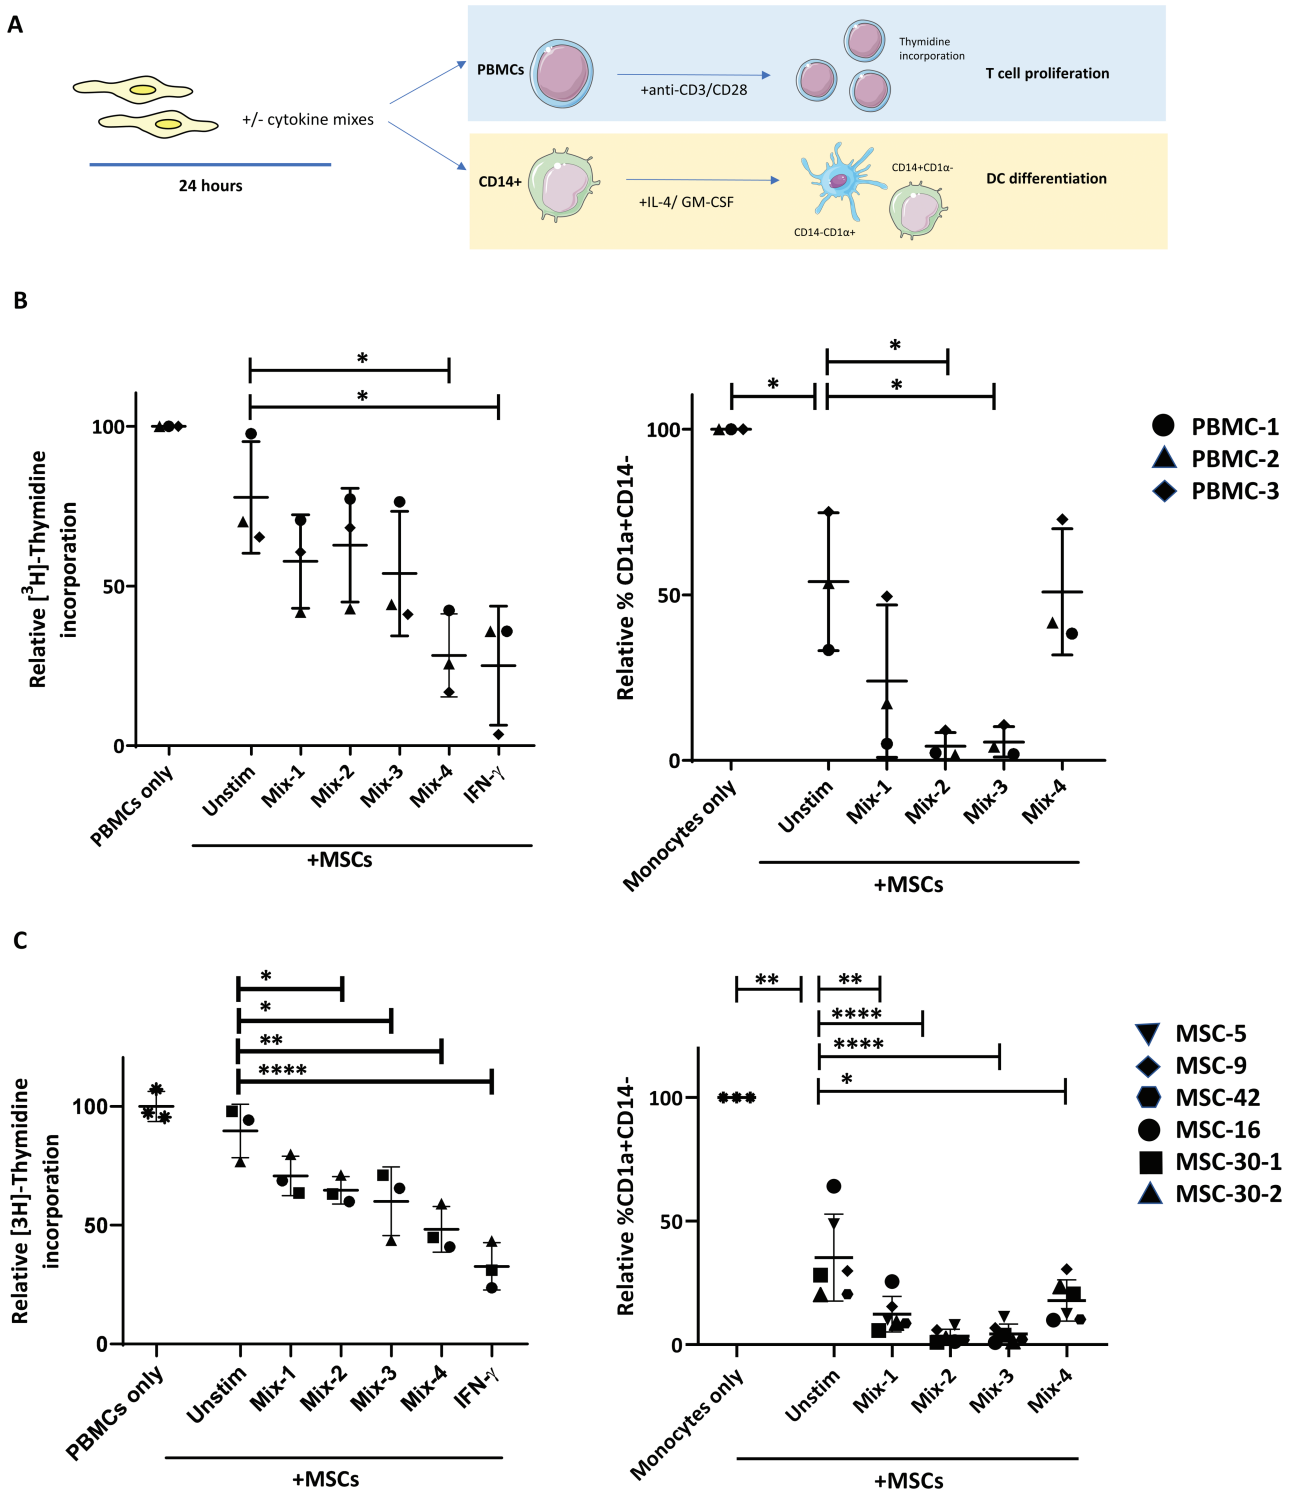 A
+/- cytokine mixes
24 hours
PBMCs
+anti-CD3/CD28
Thymidine
incorporation
T cell proliferation
CD14+
+IL-4/ GM-CSF
CD14-CD1α+
CD14+CD1α-
DC differentiation
B
*
*
Relative [³H]-Thymidine
incorporation
100
50
0
PBMCs only
Unstim
Mix-1
Mix-2
Mix-3
Mix-4
IFN-γ
+MSCs
*
*
*
Relative % CD1a+CD14-
100
50
0
Monocytes only
Unstim
Mix-1
Mix-2
Mix-3
Mix-4
+MSCs
PBMC-1
PBMC-2
PBMC-3
C
*
*
**
****
Relative [3H]-Thymidine
incorporation
100
50
0
PBMCs only
Unstim
Mix-1
Mix-2
Mix-3
Mix-4
IFN-γ
+MSCs
**
**
****
****
*
Relative %CD1a+CD14-
100
50
0
Monocytes only
Unstim
Mix-1
Mix-2
Mix-3
Mix-4
+MSCs
MSC-5
MSC-9
MSC-42
MSC-16
MSC-30-1
MSC-30-2